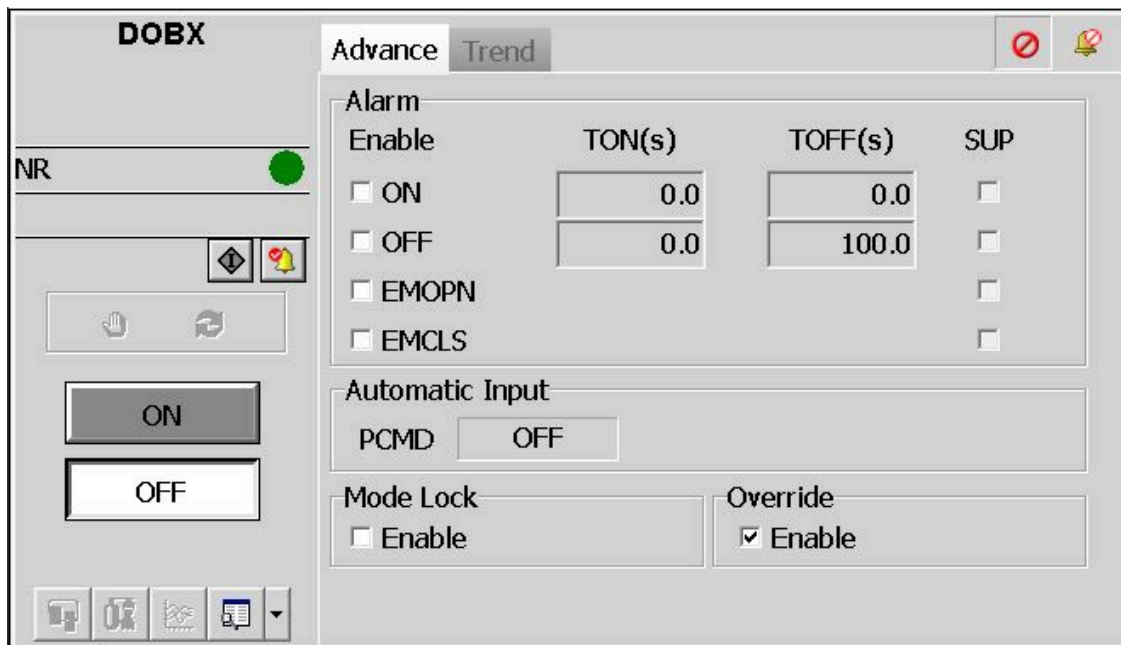 DOBX
NR
ON
OFF
Advance Trend
Alarm
Enable TON(s) TOFF(s) SUP
ON 0.0 0.0
OFF 0.0 100.0
EMOPN
EMCLS
Automatic Input
PCMD OFF
Mode Lock
Enable
Override
Enable